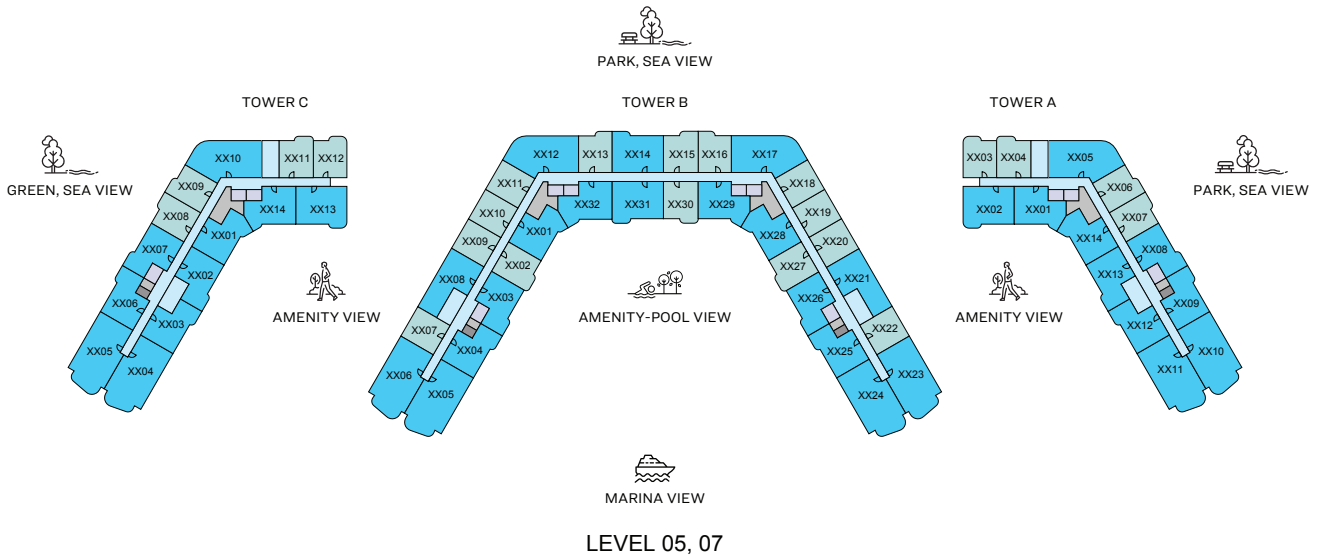 PARK, SEA VIEW
TOWER C
TOWER B
TOWER A
GREEN, SEA VIEW
PARK, SEA VIEW
XX10
XX11
XX12
XX09
XX08
XX14
XX13
XX07
XX01
XX02
XX06
XX03
XX05
XX04
AMENITY VIEW
XX12
XX13
XX14
XX15
XX16
XX17
XX11
XX18
XX10
XX32
XX31
XX30
XX29
XX19
XX09
XX01
XX28
XX20
XX08
XX02
XX27
XX21
XX07
XX03
XX26
XX22
XX06
XX04
XX25
XX23
XX05
XX24
AMENITY-POOL VIEW
XX03
XX04
XX05
XX06
XX02
XX01
XX07
XX14
XX08
XX13
XX09
XX12
XX10
XX11
AMENITY VIEW
MARINA VIEW
LEVEL 05, 07